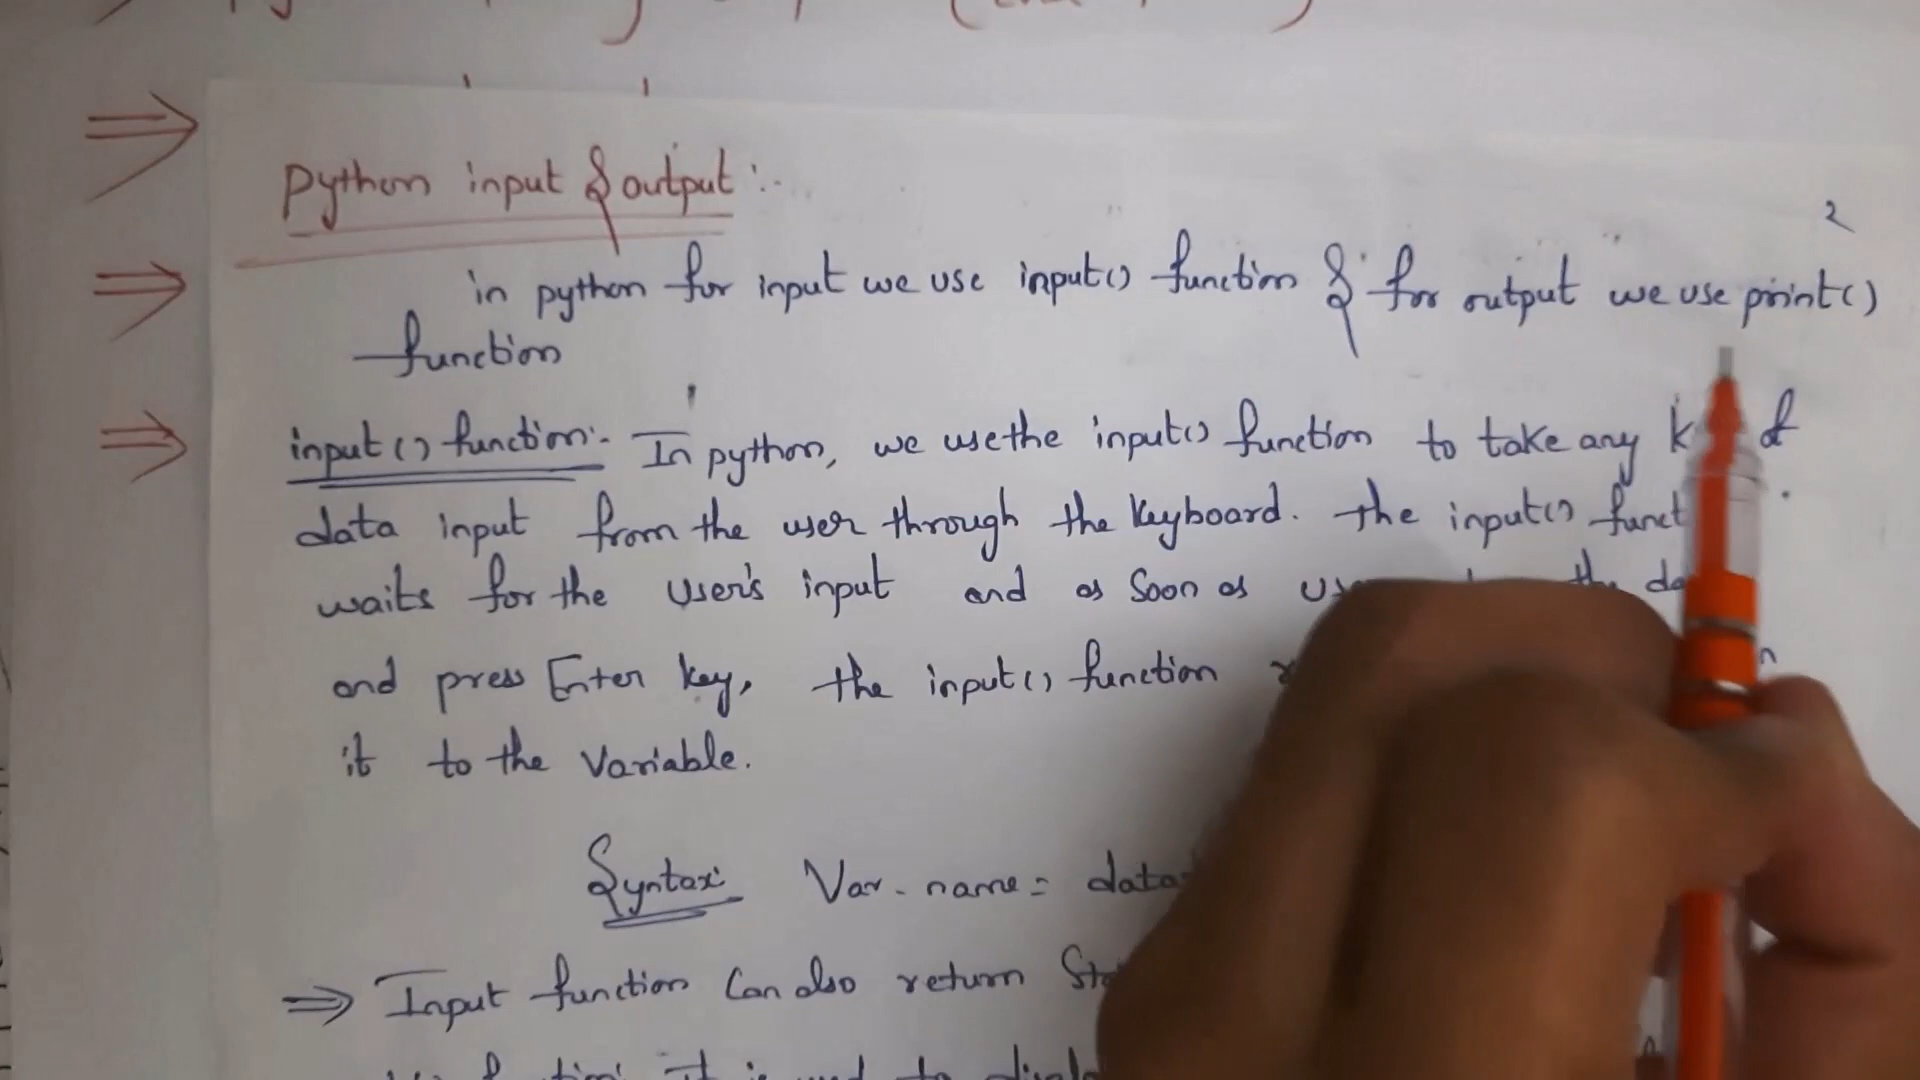 2
Python input & output :-
in python for input we use input() function & for output we use print()
function
input() function:- In python, we use the input() function to take any of
data input from the user through the keyboard. the input()
waits for the User's input and as Soon as the
and press Enter key, the input() function
it to the Variable.
Syntax: Var-name =
⇒ Input function Can also return